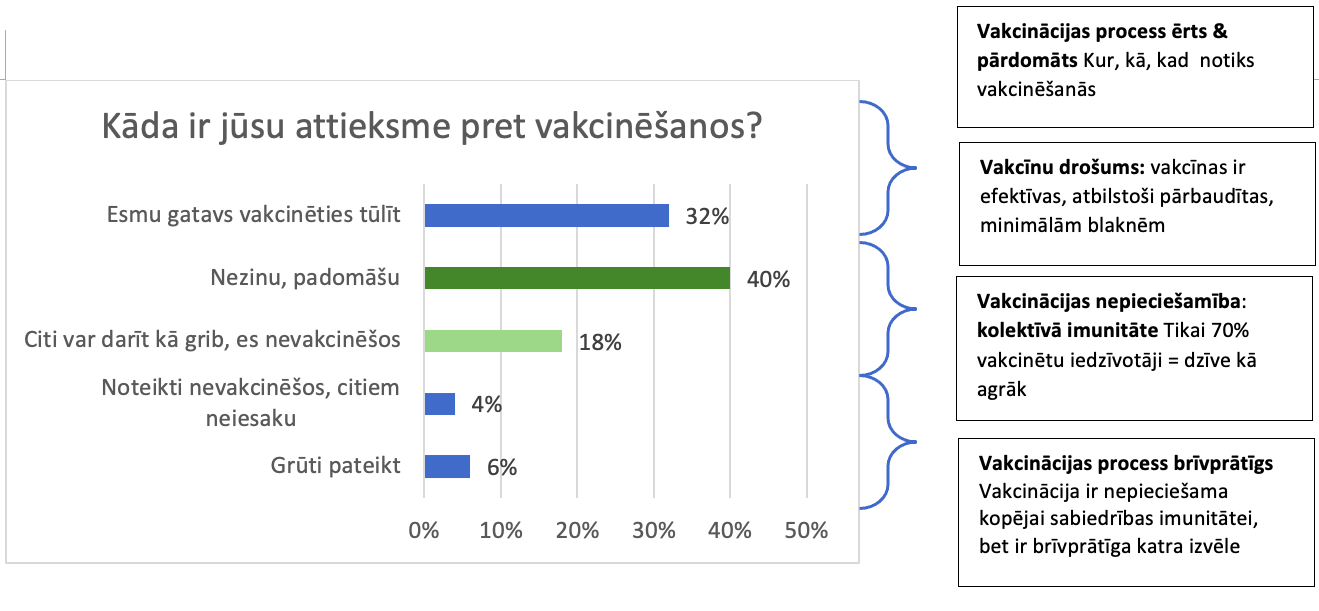 Kāda ir jūsu attieksme pret vakcinēšanos?
Esmu gatavs vakcinēties tūlīt
32%
Nezinu, padomāšu
40%
Citi var darīt kā grib, es nevakcinēšos
18%
Noteikti nevakcinēšos, citiem
neiesaku
4%
Grūti pateikt
6%
0% 10% 20% 30% 40% 50%
Vakcinācijas process ērts &
pārdomāts Kur, kā, kad notiks
vakcinēšanās
Vakcīnu drošums: vakcīnas ir
efektīvas, atbilstoši pārbaudītas,
minimālām blaknēm
Vakcinācijas nepieciešamība:
kolektīvā imunitāte Tikai 70%
vakcinētu iedzīvotāji = dzīve kā
agrāk
Vakcinācijas process brīvprātīgs
Vakcinācija ir nepieciešama
kopējai sabiedrības imunitātei,
bet ir brīvprātīga katra izvēle